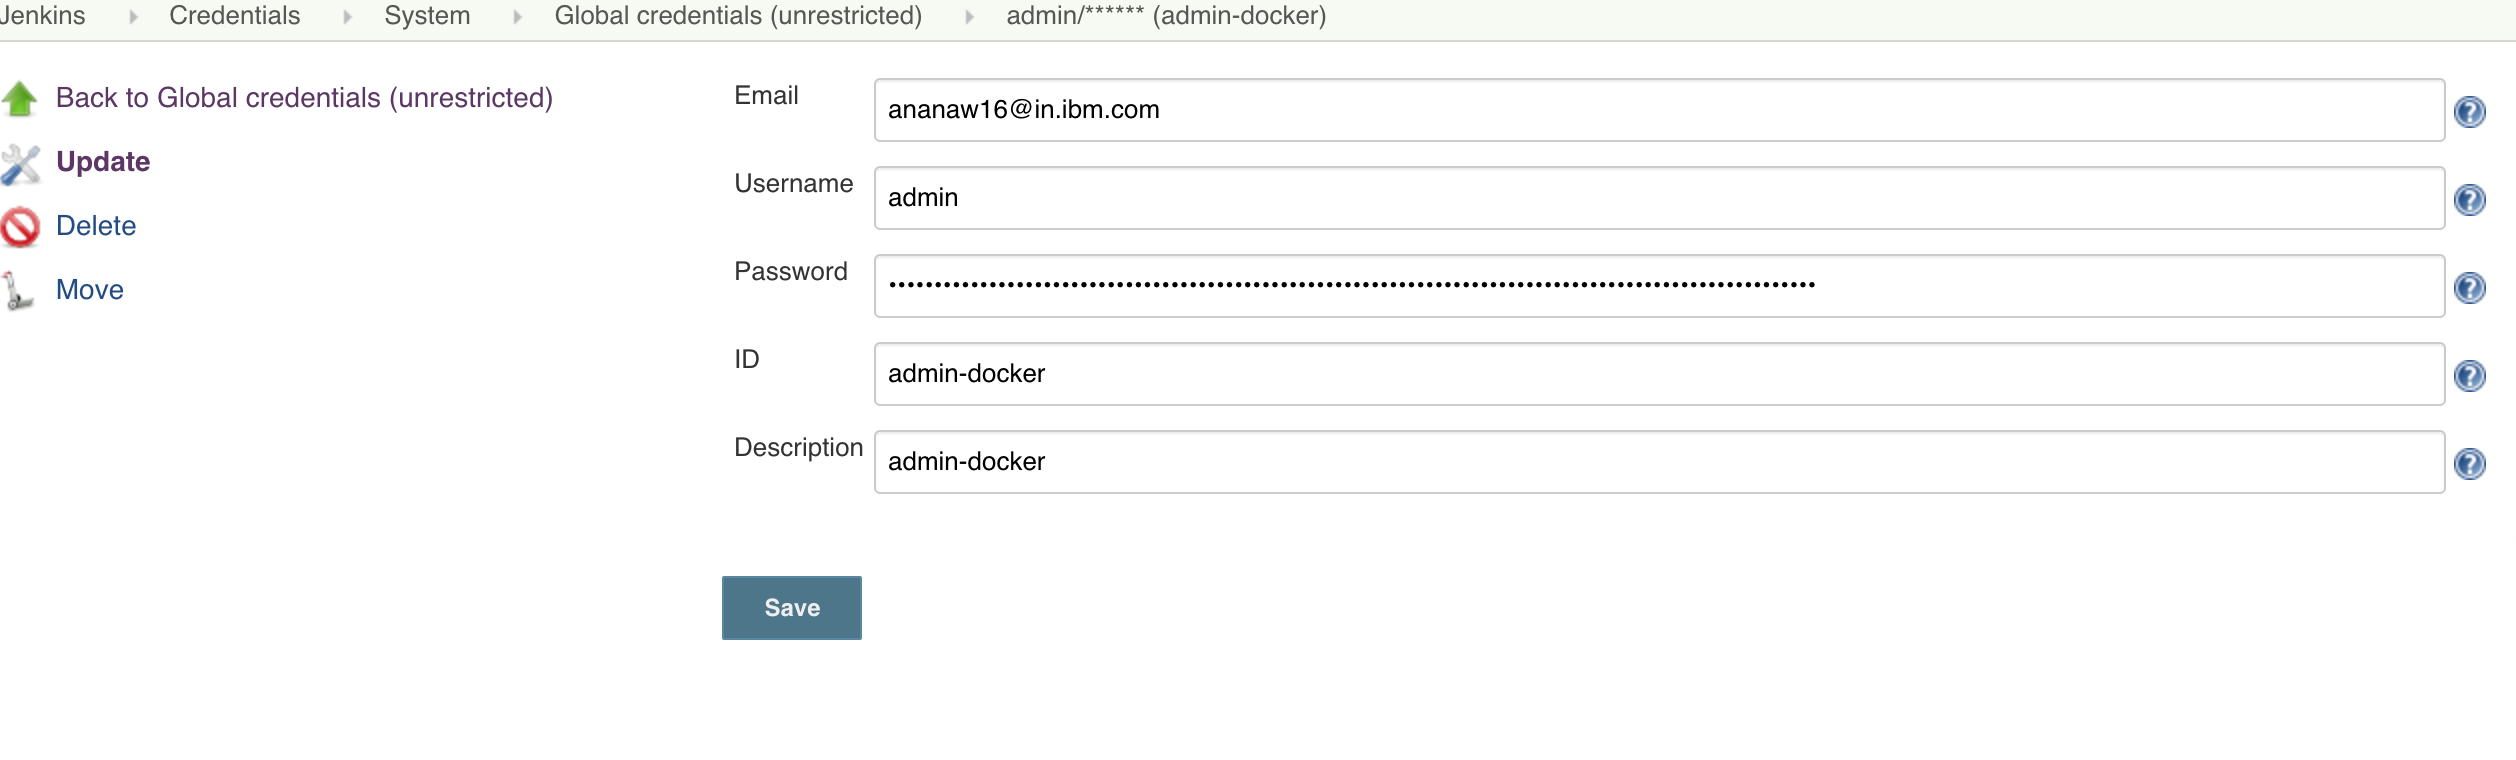 Jenkins Credentials System Global credentials (unrestricted) admin/****** (admin-docker)
Back to Global credentials (unrestricted)
Update
Delete
Move
Email
ananaw16@in.ibm.com
Username
admin
Password
••••••••••••••••••••••••••••••••••••••••••••••••••••••••••••••••••••••••••••••••••••••••••••••••••••
ID
admin-docker
Description
admin-docker
Save